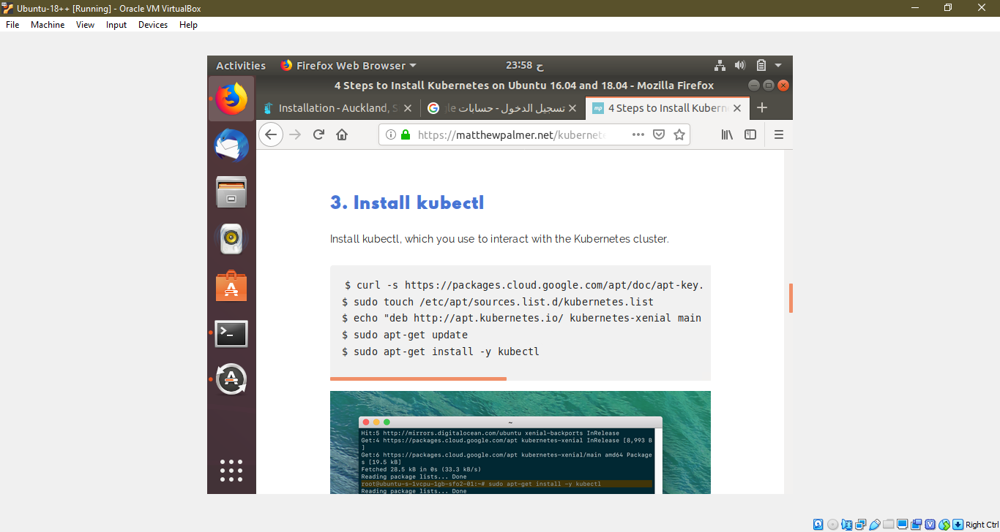 Ubuntu-18++ [Running] - Oracle VM VirtualBox
File Machine View Input Devices Help
Activities Firefox Web Browser 23:58 ح
4 Steps to Install Kubernetes on Ubuntu 16.04 and 18.04 - Mozilla Firefox
Installation - Auckland, S تسجيل الدخول - حسابات 4 Steps to Install Kubern
https://matthewpalmer.net/kubernete
3. Install kubectl
Install kubectl, which you use to interact with the Kubernetes cluster.
$ curl -s https://packages.cloud.google.com/apt/doc/apt-key.
$ sudo touch /etc/apt/sources.list.d/kubernetes.list
$ echo "deb http://apt.kubernetes.io/ kubernetes-xenial main
$ sudo apt-get update
$ sudo apt-get install -y kubectl
~
Hit:5 http://mirrors.digitalocean.com/ubuntu xenial-backports InRelease
Get:4 https://packages.cloud.google.com/apt kubernetes-xenial InRelease [8,993 B
]
Get:6 https://packages.cloud.google.com/apt kubernetes-xenial/main amd64 Package
s [19.5 kB]
Fetched 28.5 kB in 0s (33.3 kB/s)
Reading package lists... Done
root@ubuntu-s-1vcpu-1gb-sfo2-01:~# sudo apt-get install -y kubectl
Reading package lists... Done
Right Ctrl